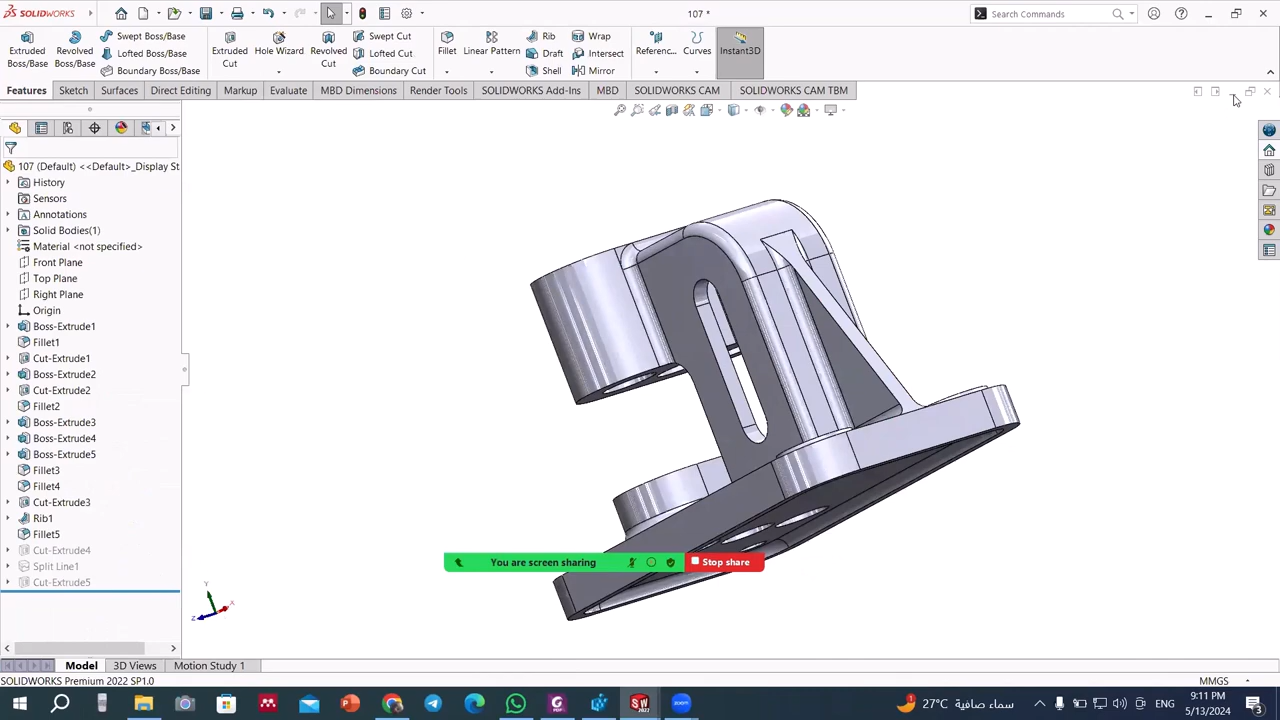 SOLIDWORKS
107 *
Search Commands
Extruded Boss/Base
Revolved Boss/Base
Swept Boss/Base
Lofted Boss/Base
Boundary Boss/Base
Extruded Cut
Hole Wizard
Revolved Cut
Swept Cut
Lofted Cut
Boundary Cut
Fillet
Linear Pattern
Rib
Draft
Shell
Wrap
Intersect
Mirror
Referenc...
Curves
Instant3D
Features
Sketch
Surfaces
Direct Editing
Markup
Evaluate
MBD Dimensions
Render Tools
SOLIDWORKS Add-Ins
MBD
SOLIDWORKS CAM
SOLIDWORKS CAM TBM
107 (Default) <<Default>_Display St
History
Sensors
Annotations
Solid Bodies(1)
Material <not specified>
Front Plane
Top Plane
Right Plane
Origin
Boss-Extrude1
Fillet1
Cut-Extrude1
Boss-Extrude2
Cut-Extrude2
Fillet2
Boss-Extrude3
Boss-Extrude4
Boss-Extrude5
Fillet3
Fillet4
Cut-Extrude3
Rib1
Fillet5
Cut-Extrude4
Split Line1
Cut-Extrude5
You are screen sharing
Stop share
Y
X
Z
Model
3D Views
Motion Study 1
SOLIDWORKS Premium 2022 SP1.0
MMGS
27°C سماء صافية
ENG
9:11 PM
5/13/2024
3